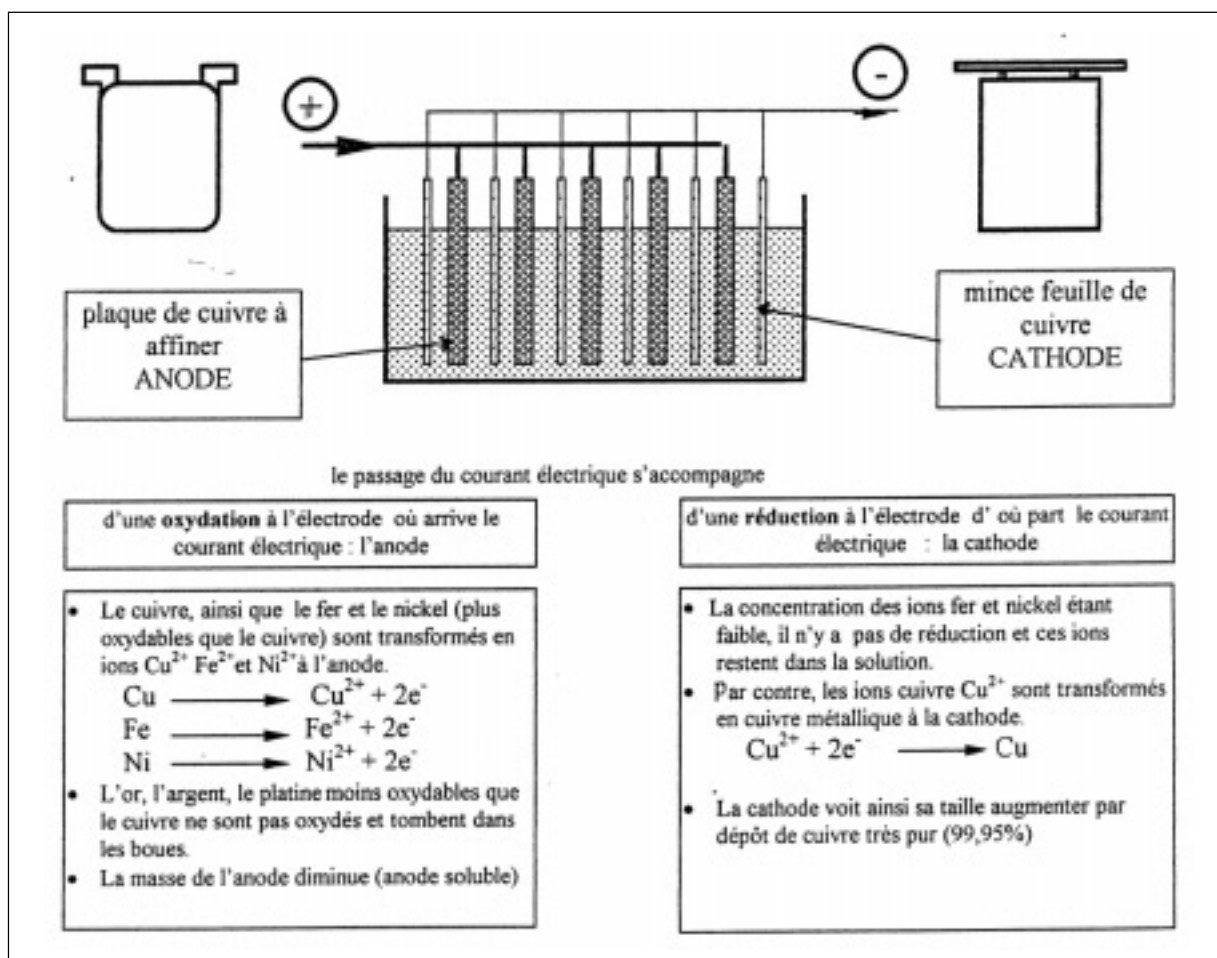 +
-
plaque de cuivre à
affiner
ANODE
mince feuille de
cuivre
CATHODE
le passage du courant électrique s'accompagne
d'une oxydation à l'électrode où arrive le
courant électrique : l'anode
d'une réduction à l'électrode d' où part le courant
électrique : la cathode
• Le cuivre, ainsi que le fer et le nickel (plus
oxydables que le cuivre) sont transformés en
ions Cu²⁺ Fe²⁺et Ni²⁺à l'anode.
Cu ⟶ Cu²⁺ + 2e⁻
Fe ⟶ Fe²⁺ + 2e⁻
Ni ⟶ Ni²⁺ + 2e⁻
• L'or, l'argent, le platine moins oxydables que
le cuivre ne sont pas oxydés et tombent dans
les boues.
• La masse de l'anode diminue (anode soluble)
• La concentration des ions fer et nickel étant
faible, il n'y a pas de réduction et ces ions
restent dans la solution.
• Par contre, les ions cuivre Cu²⁺ sont transformés
en cuivre métallique à la cathode.
Cu²⁺ + 2e⁻ ⟶ Cu
• La cathode voit ainsi sa taille augmenter par
dépôt de cuivre très pur (99,95%)